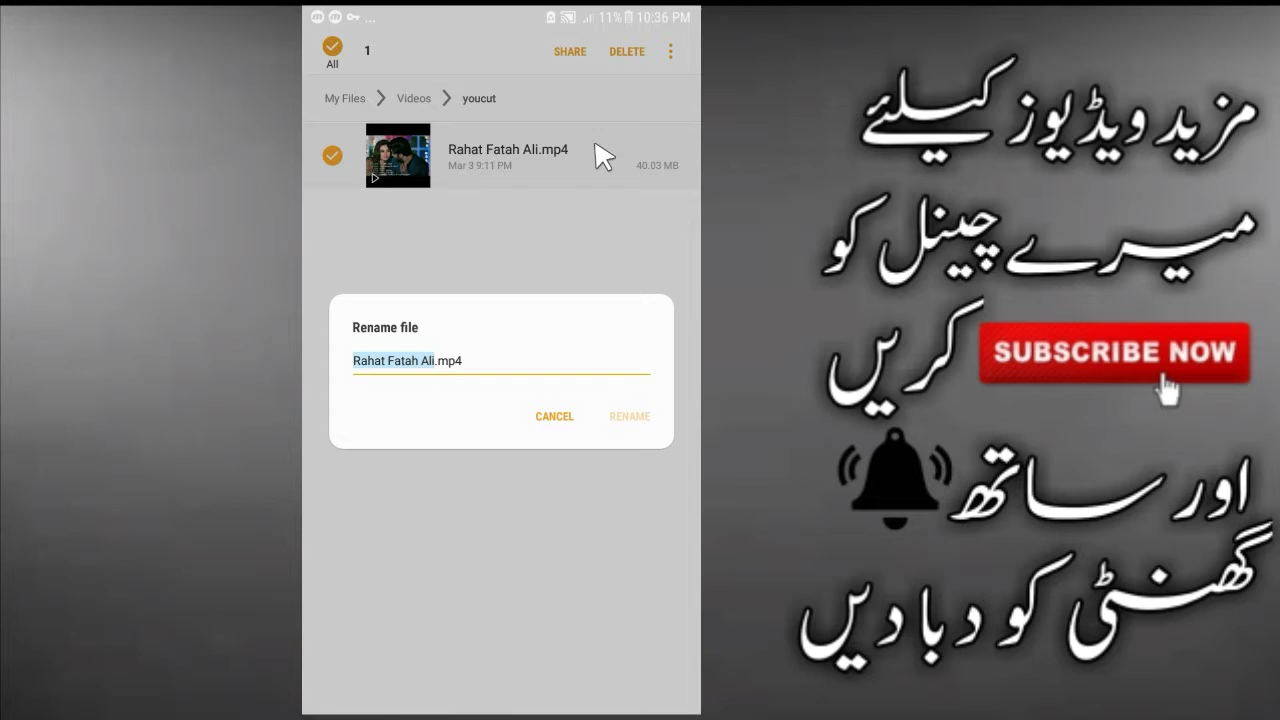 ... 11% 10:36 PM
All 1 SHARE DELETE
My Files > Videos > youcut
Rahat Fatah Ali.mp4
Mar 3 9:11 PM 40.03 MB
Rename file
Rahat Fatah Ali.mp4
CANCEL RENAME
مزید ویڈیوز کیلئے
میرے چینل کو
SUBSCRIBE NOW کریں
اور ساتھ
گھنٹی کو دبا دیں